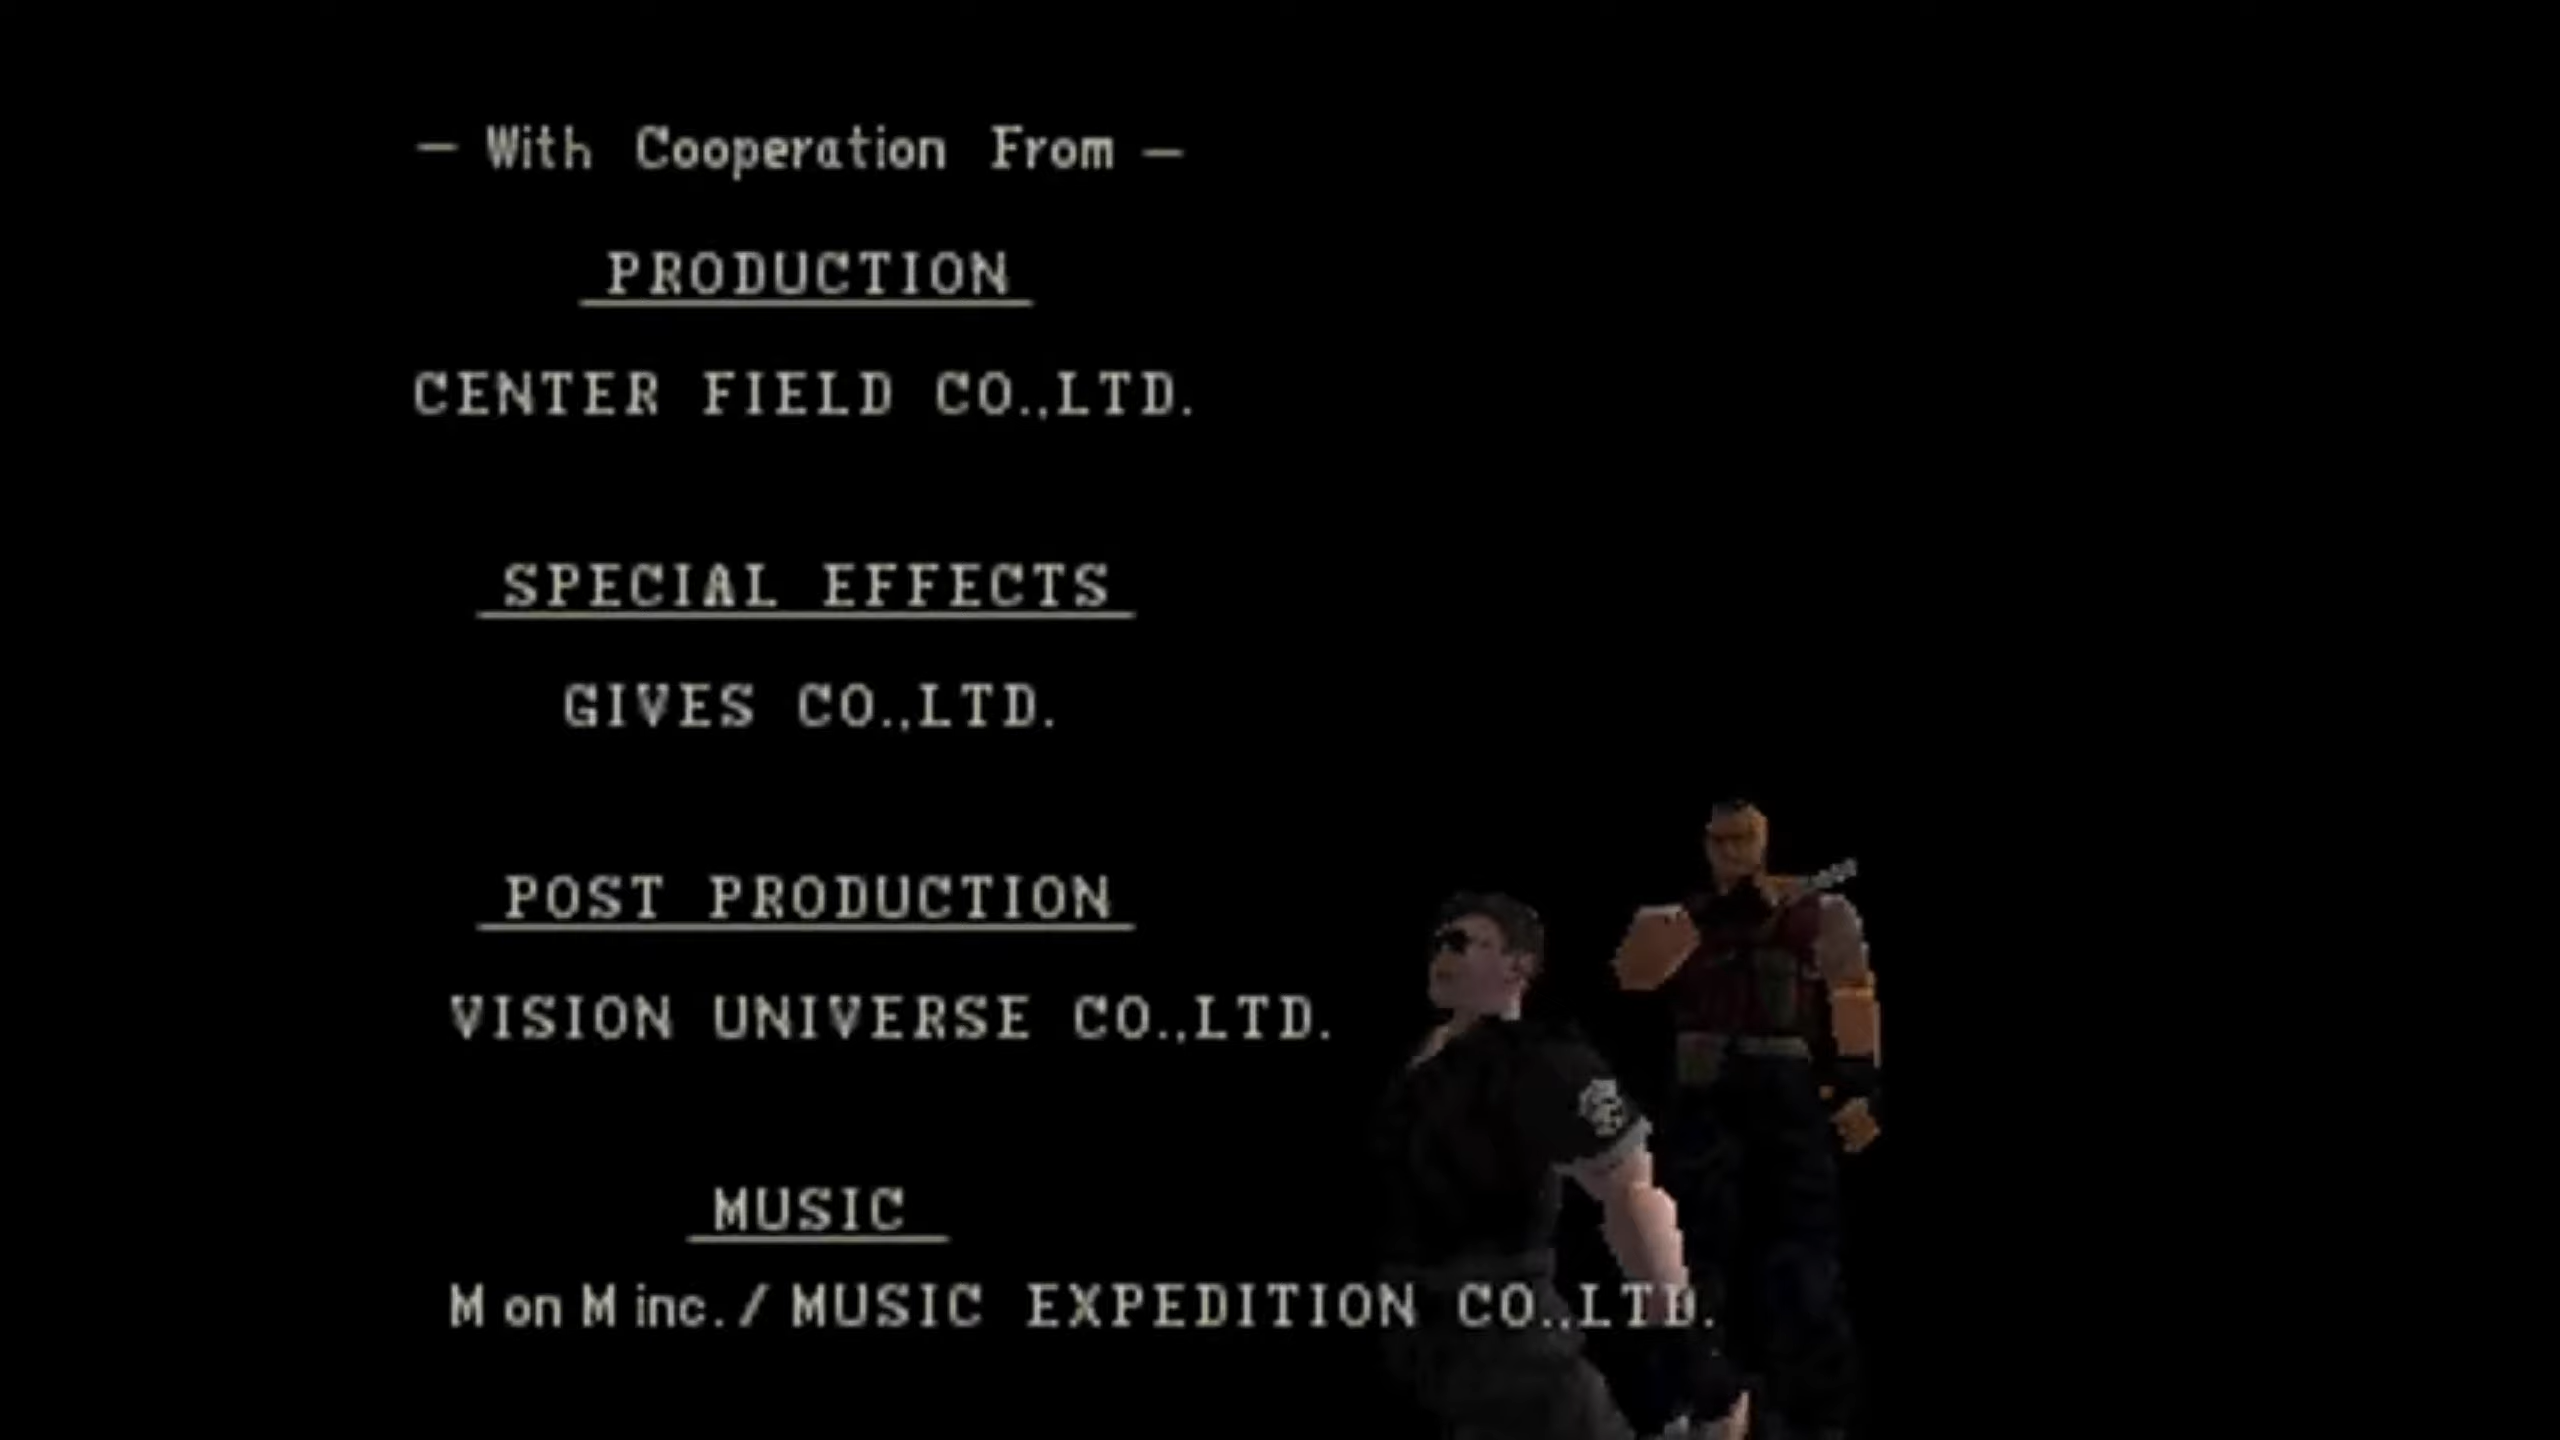 — With Cooperation From —
PRODUCTION
CENTER FIELD CO.,LTD.
SPECIAL EFFECTS
GIVES CO.,LTD.
POST PRODUCTION
VISION UNIVERSE CO.,LTD.
MUSIC
M on M inc. / MUSIC EXPEDITION CO.,LTD.